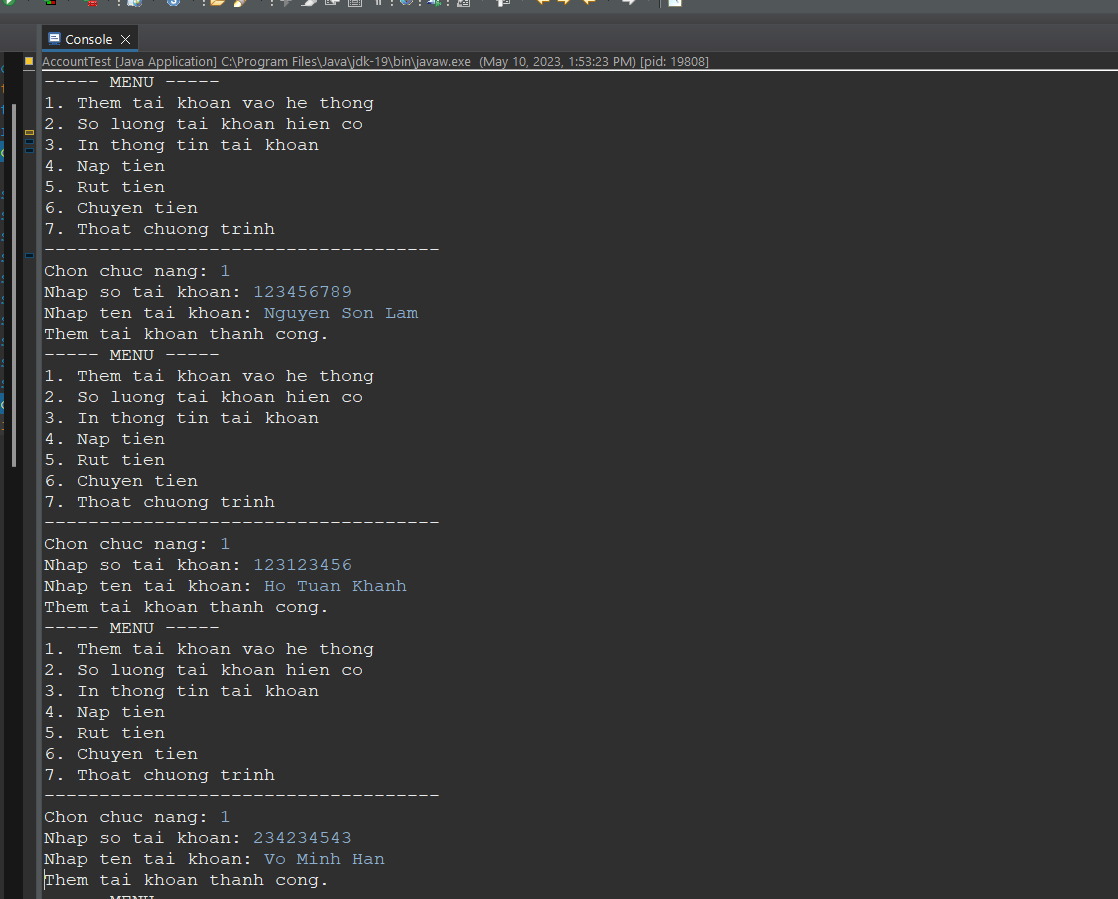 Console
AccountTest [Java Application] C:\Program Files\Java\jdk-19\bin\javaw.exe (May 10, 2023, 1:53:23 PM) [pid: 19808]
----- MENU -----
1. Them tai khoan vao he thong
2. So luong tai khoan hien co
3. In thong tin tai khoan
4. Nap tien
5. Rut tien
6. Chuyen tien
7. Thoat chuong trinh
------------------------------------
Chon chuc nang: 1
Nhap so tai khoan: 123456789
Nhap ten tai khoan: Nguyen Son Lam
Them tai khoan thanh cong.
----- MENU -----
1. Them tai khoan vao he thong
2. So luong tai khoan hien co
3. In thong tin tai khoan
4. Nap tien
5. Rut tien
6. Chuyen tien
7. Thoat chuong trinh
------------------------------------
Chon chuc nang: 1
Nhap so tai khoan: 123123456
Nhap ten tai khoan: Ho Tuan Khanh
Them tai khoan thanh cong.
----- MENU -----
1. Them tai khoan vao he thong
2. So luong tai khoan hien co
3. In thong tin tai khoan
4. Nap tien
5. Rut tien
6. Chuyen tien
7. Thoat chuong trinh
------------------------------------
Chon chuc nang: 1
Nhap so tai khoan: 234234543
Nhap ten tai khoan: Vo Minh Han
Them tai khoan thanh cong.
----- MENU -----